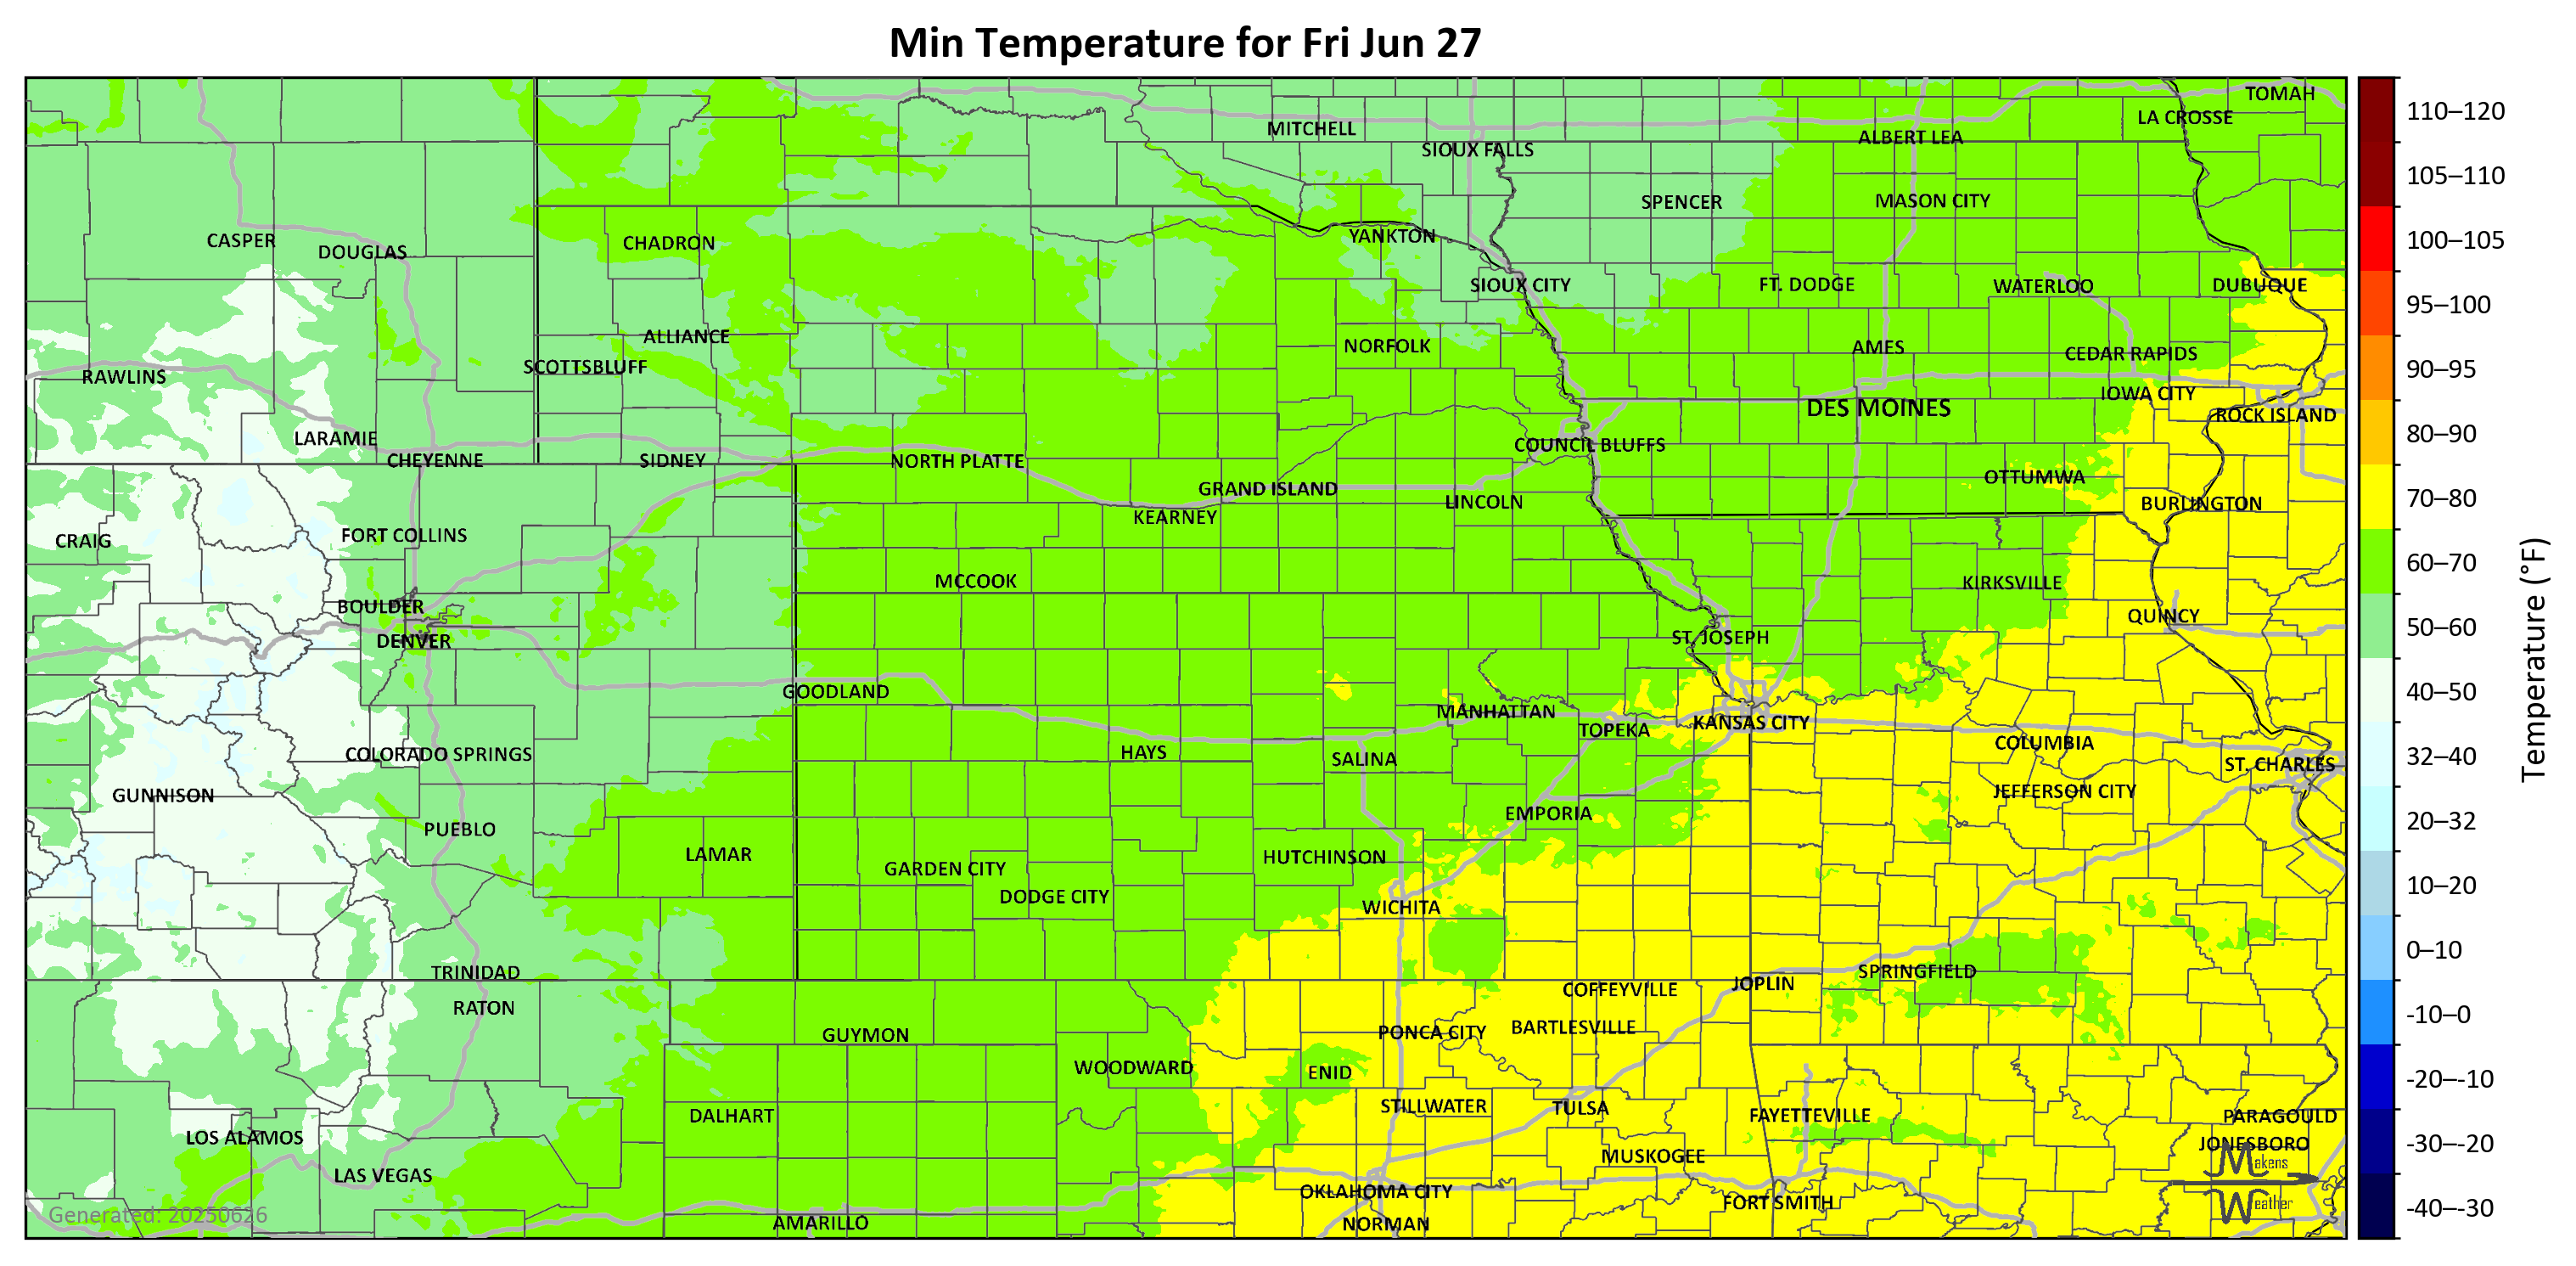 Min Temperature for Fri Jun 27
TOMAH
LA CROSSE
MITCHELL
ALBERT LEA
SIOUX FALLS
SPENCER
MASON CITY
YANKTON
CASPER
CHADRON
DOUGLAS
SIOUX CITY
FT. DODGE
WATERLOO
DUBUQUE
ALLIANCE
NORFOLK
AMES
CEDAR RAPIDS
SCOTTSBLUFF
RAWLINS
IOWA CITY
DES MOINES
ROCK ISLAND
LARAMIE
COUNCIL BLUFFS
CHEYENNE
SIDNEY
NORTH PLATTE
OTTUMWA
GRAND ISLAND
LINCOLN
BURLINGTON
KEARNEY
FORT COLLINS
CRAIG
MCCOOK
KIRKSVILLE
BOULDER
QUINCY
DENVER
ST. JOSEPH
GOODLAND
MANHATTAN
KANSAS CITY
TOPEKA
COLUMBIA
COLORADO SPRINGS
HAYS
SALINA
ST. CHARLES
GUNNISON
JEFFERSON CITY
EMPORIA
PUEBLO
LAMAR
HUTCHINSON
GARDEN CITY
DODGE CITY
WICHITA
TRINIDAD
SPRINGFIELD
JOPLIN
COFFEYVILLE
RATON
BARTLESVILLE
PONCA CITY
GUYMON
WOODWARD
ENID
STILLWATER
TULSA
DALHART
FAYETTEVILLE
PARAGOULD
LOS ALAMOS
JONESBORO
MUSKOGEE
LAS VEGAS
OKLAHOMA CITY
FORT SMITH
AMARILLO
NORMAN
Generated: 20250626
Makens
Weather
110–120
105–110
100–105
95–100
90–95
80–90
70–80
60–70
50–60
40–50
32–40
20–32
10–20
0–10
-10–0
-20–-10
-30–-20
-40–-30
Temperature (°F)